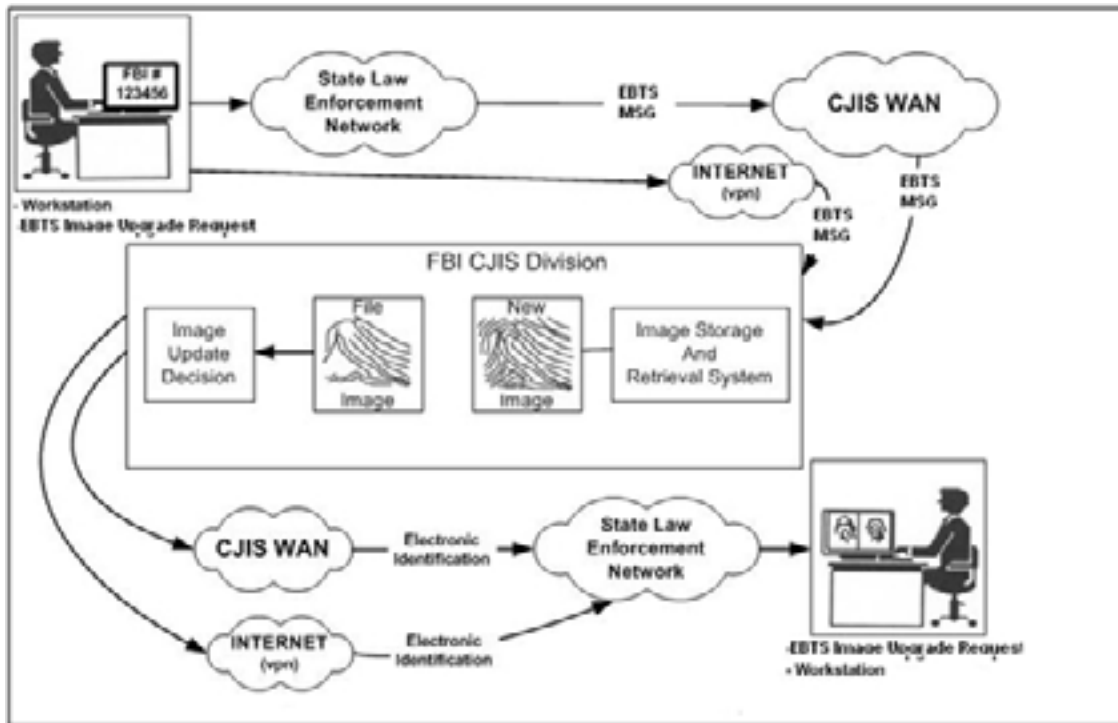 FBI #
123456
State Law
Enforcement
Network
EBTS
MSG
CJIS WAN
INTERNET
(vpn)
EBTS
MSG
EBTS
MSG
- Workstation
-EBTS Image Upgrade Request
FBI CJIS Division
Image
Update
Decision
File
Image
New
Image
Image Storage
And
Retrieval System
CJIS WAN
Electronic
Identification
State Law
Enforcement
Network
INTERNET
(vpn)
Electronic
Identification
-EBTS Image Upgrade Request
- Workstation